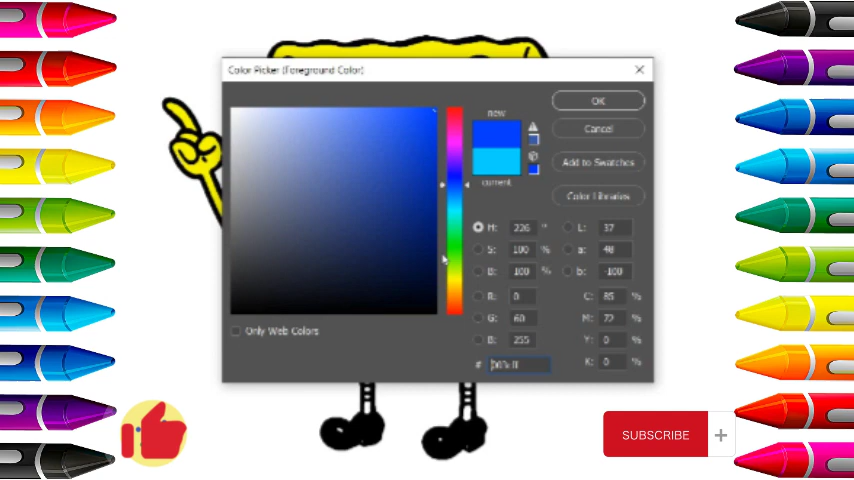 Color Picker (Foreground Color)
new
current
OK
Cancel
Add to Swatches
Color Libraries
H: 226 °
S: 100 %
B: 100 %
R: 0
G: 60
B: 255
# 003cff
L: 37
a: 48
b: -100
C: 85 %
M: 72 %
Y: 0 %
K: 0 %
Only Web Colors
SUBSCRIBE +